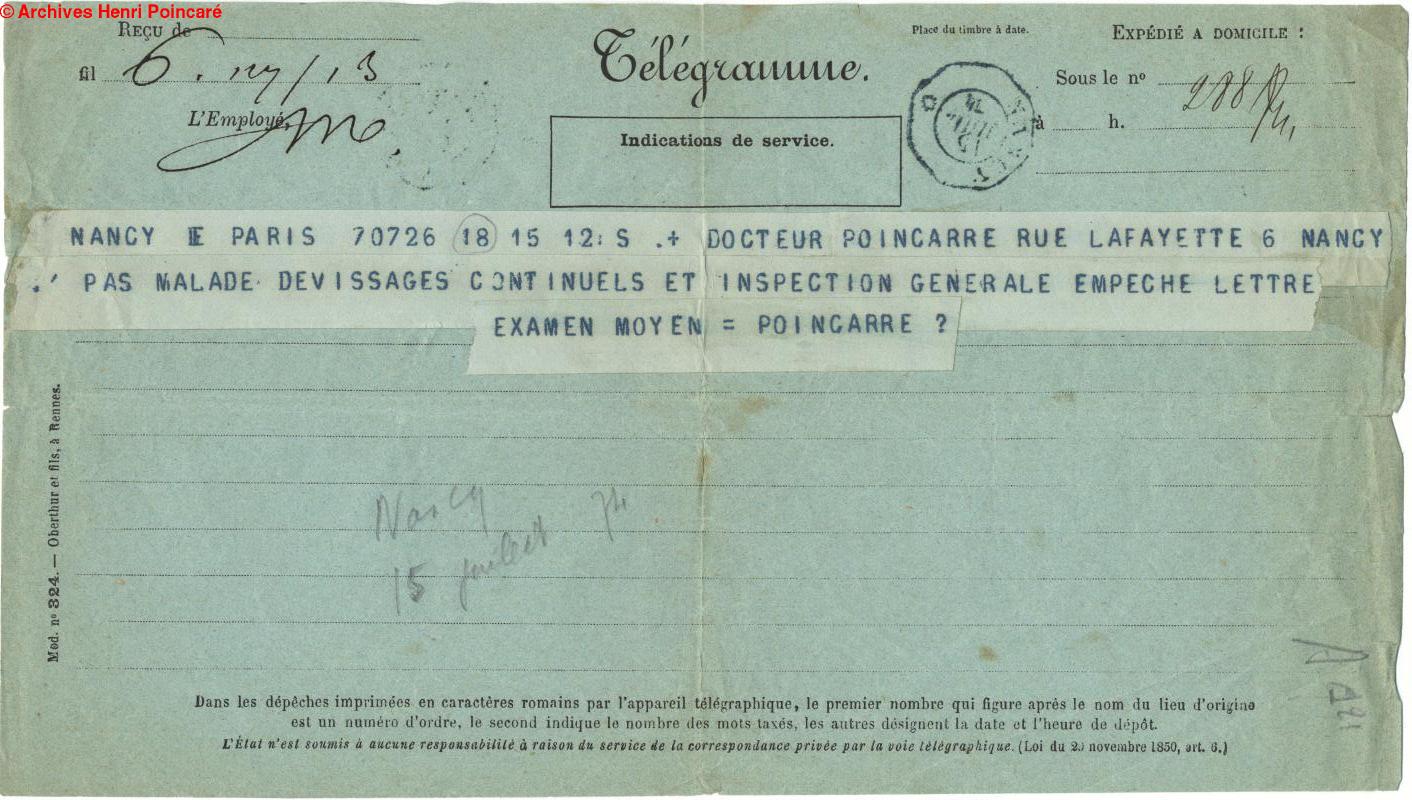 © Archives Henri Poincaré
REÇU de
fil 6.
L'Employé,
Télégramme.
Indications de service.
Place du timbre à date.
NANCY
EXPÉDIÉ A DOMICILE :
Sous le nº 288
à h.
NANCY E PARIS 70726 18 15 12: S .+ DOCTEUR POINCARRE RUE LAFAYETTE 6 NANCY
.' PAS MALADE DEVISSAGES CONTINUELS ET INSPECTION GENERALE EMPECHE LETTRE
EXAMEN MOYEN = POINCARRE ?
Mod. nº 324. — Oberthur et fils, à Rennes.
Nancy
15 juillet 74
A 121
Dans les dépêches imprimées en caractères romains par l'appareil télégraphique, le premier nombre qui figure après le nom du lieu d'origine
est un numéro d'ordre, le second indique le nombre des mots taxés, les autres désignent la date et l'heure de dépôt.
L'État n'est soumis à aucune responsabilité à raison du service de la correspondance privée par la voie télégraphique. (Loi du 29 novembre 1850, art. 6.)